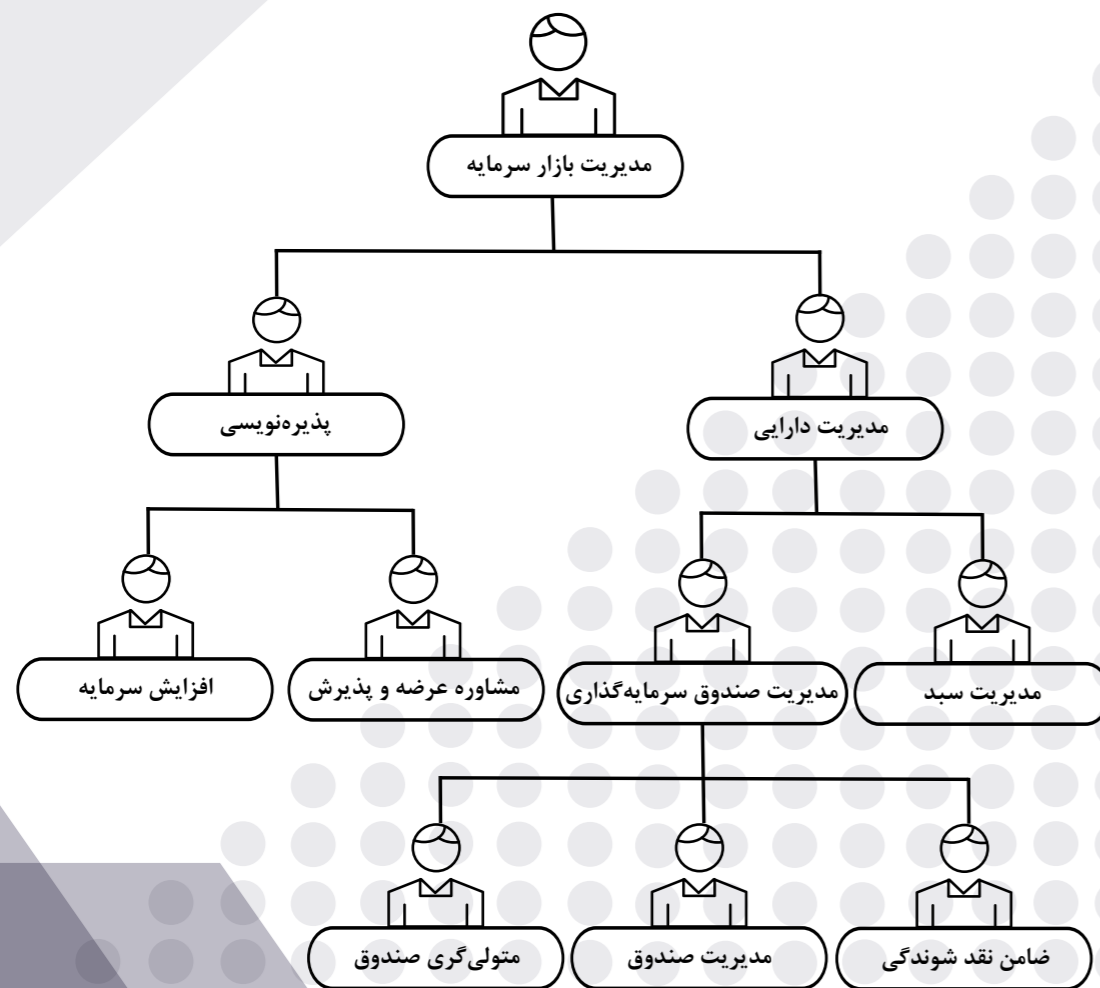 مدیریت بازار سرمایه
مدیریت دارایی
پذیره‌نویسی
مدیریت سبد
مدیریت صندوق سرمایه‌گذاری
مشاوره عرضه و پذیرش
افزایش سرمایه
ضامن نقد شوندگی
مدیریت صندوق
متولی‌گری صندوق